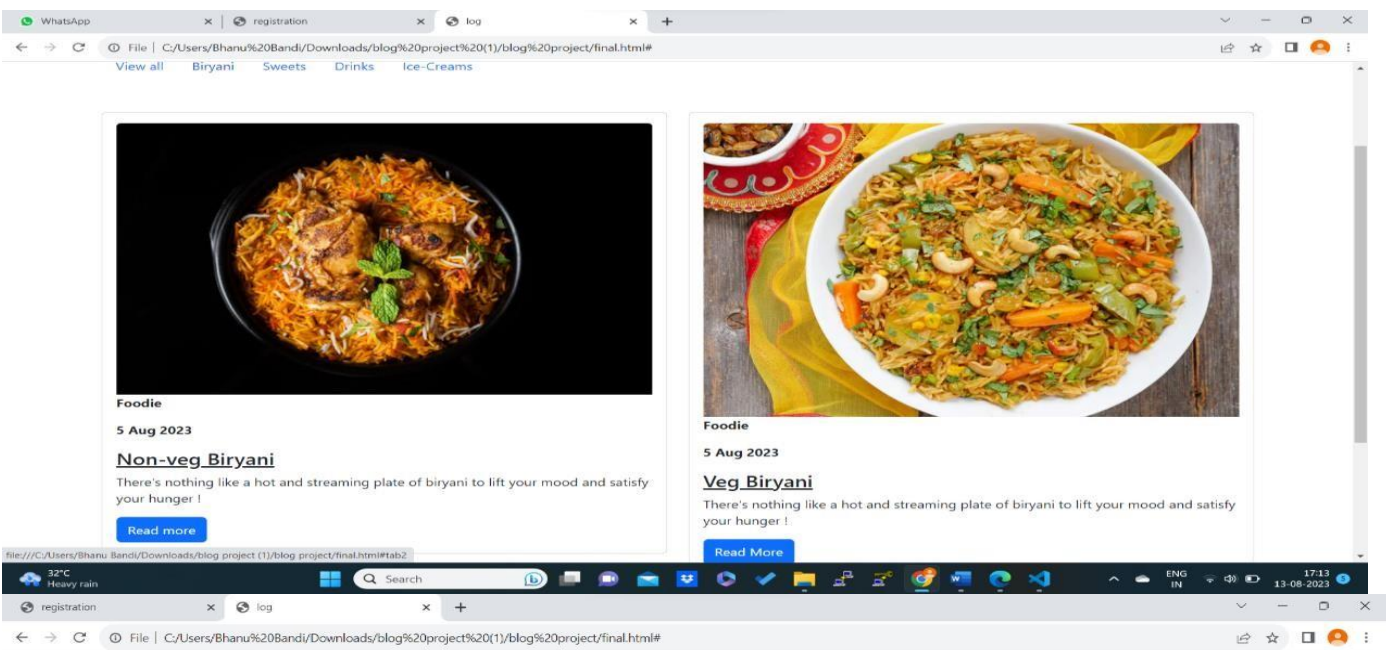 WhatsApp
registration
log
File | C:/Users/Bhanu%20Bandi/Downloads/blog%20project%20(1)/blog%20project/final.html#
View all Biryani Sweets Drinks Ice-Creams
Foodie
5 Aug 2023
Non-veg Biryani
There's nothing like a hot and streaming plate of biryani to lift your mood and satisfy
your hunger !
Read more
Foodie
5 Aug 2023
Veg Biryani
There's nothing like a hot and streaming plate of biryani to lift your mood and satisfy
your hunger !
Read More
file:///C:/Users/Bhanu Bandi/Downloads/blog project (1)/blog project/final.html#tab2
32°C
Heavy rain
Search
ENG
IN
17:13
13-08-2023
registration
log
File | C:/Users/Bhanu%20Bandi/Downloads/blog%20project%20(1)/blog%20project/final.html#